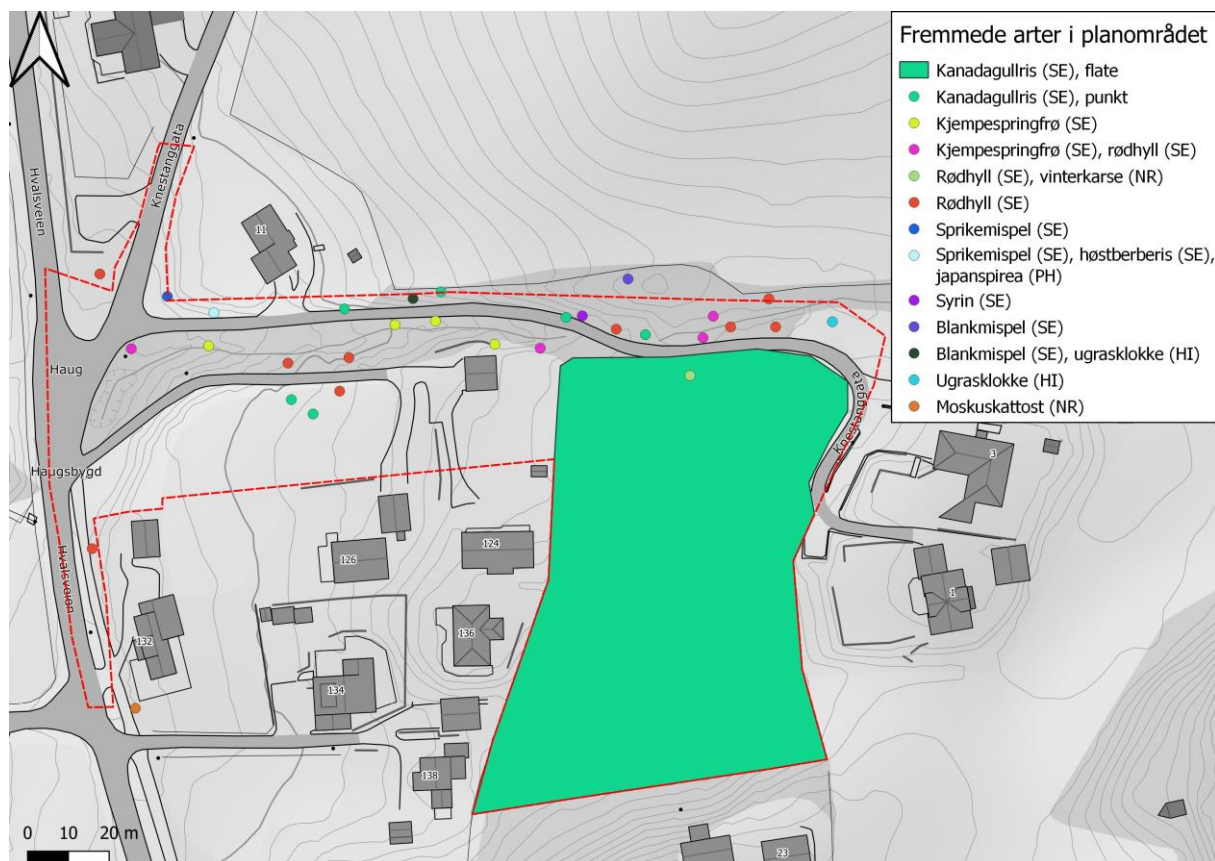 Fremmede arter i planområdet
Kanadagullris (SE), flate
Kanadagullris (SE), punkt
Kjempespringfrø (SE)
Kjempespringfrø (SE), rødhyll (SE)
Rødhyll (SE), vinterkarse (NR)
Rødhyll (SE)
Sprikemispel (SE)
Sprikemispel (SE), høstberberis (SE),
japanspirea (PH)
Syrin (SE)
Blankmispel (SE)
Blankmispel (SE), ugrasklokke (HI)
Ugrasklokke (HI)
Moskuskattost (NR)
Hvalsveien
Knestanggata
11
Haug
Knestanggata
Haugsbygd
3
Hvalsveien
126
124
1
132
136
134
138
23
0 10 20 m